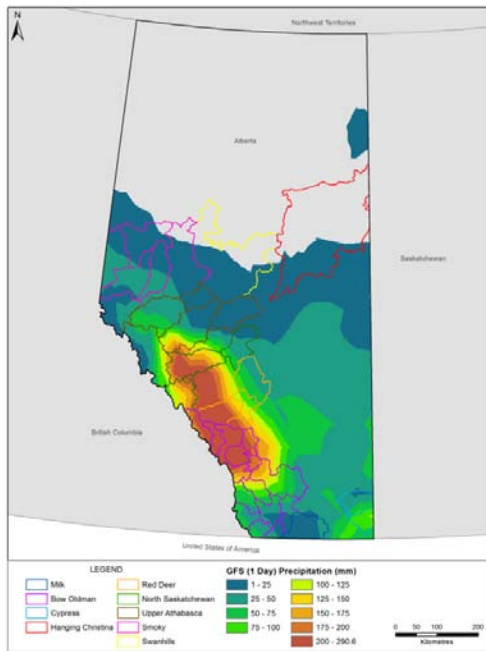 Northwest Territories
N
Alberta
Saskatchewan
British Columbia
United States of America
LEGEND
Milk
Bow Oldman
Cypress
Hanging Christina
Red Deer
North Saskatchewan
Upper Athabasca
Smoky
Swanhills
GFS (1 Day) Precipitation (mm)
1 - 25
25 - 50
50 - 75
75 - 100
100 - 125
125 - 150
150 - 175
175 - 200
200 - 290.6
0 100 200
Kilometres